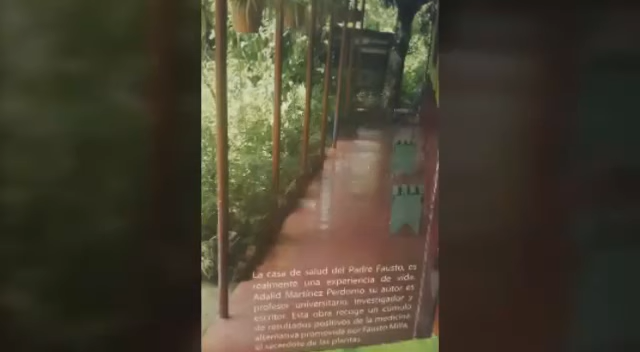 La casa de salud del Padre Fausto, es
realmente una experiencia de vida.
Adalid Martínez Perdomo su autor es
profesor universitario, investigador y
escritor. Esta obra recoge un cúmulo
de resultados positivos de la medicina
alternativa promovida por Fausto Milla,
el sacerdote de las plantas.